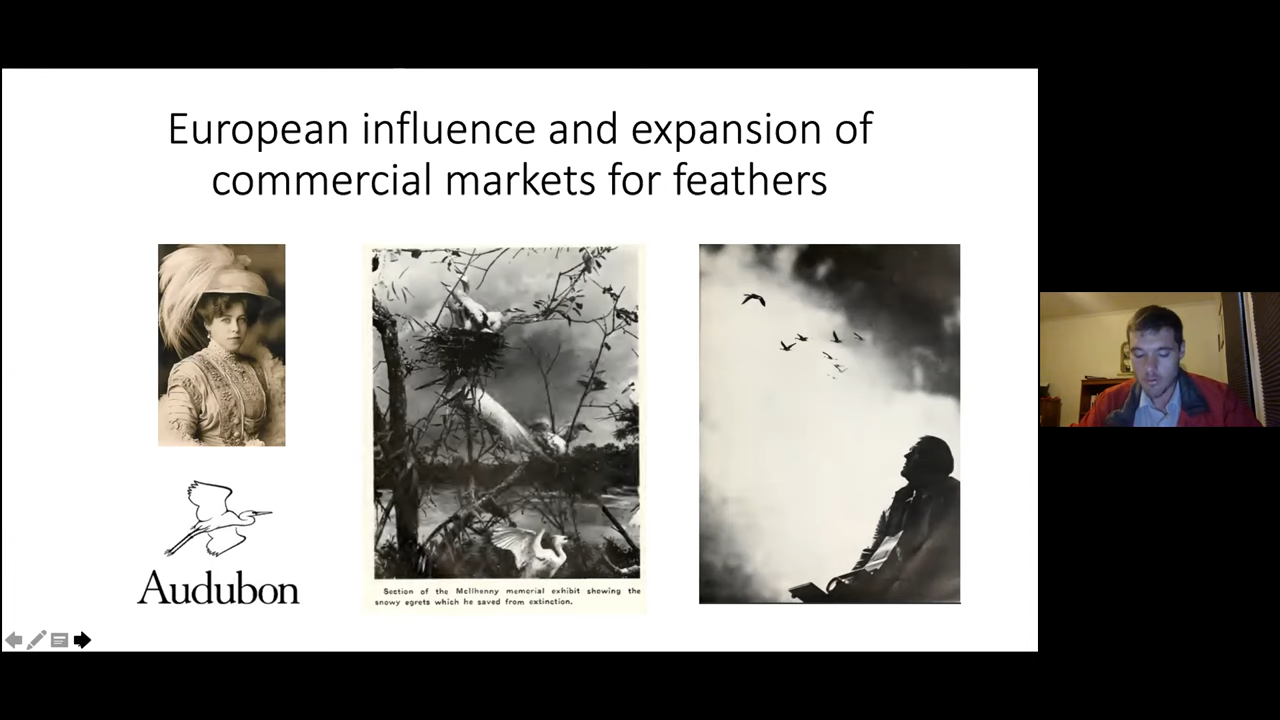 European influence and expansion of
commercial markets for feathers
Audubon
Section of the McIlhenny memorial exhibit showing the
snowy egrets which he saved from extinction.